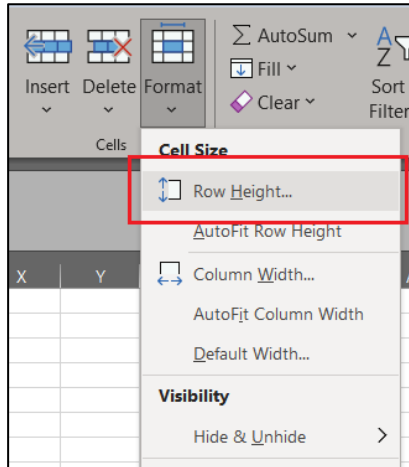 AutoSum
Fill
Clear
Insert Delete Format
Sort
Filter
Cells
Cell Size
Row Height...
AutoFit Row Height
X Y
Column Width...
AutoFit Column Width
Default Width...
Visibility
Hide & Unhide